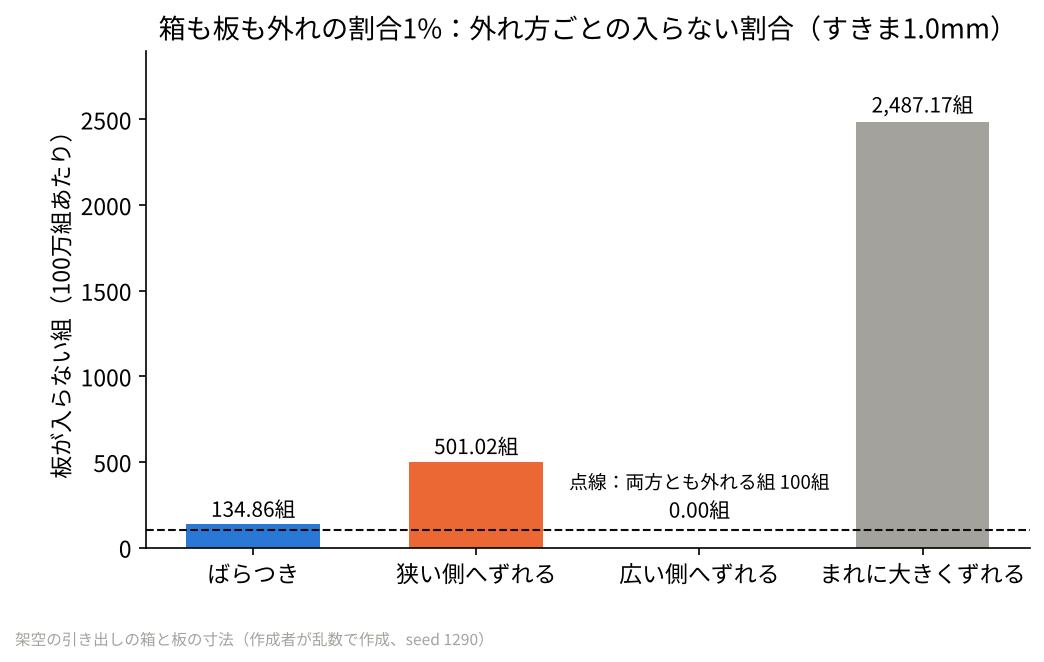 箱も板も外れの割合1%：外れ方ごとの入らない割合（すきま1.0mm）
板が入らない組（100万組あたり）
2500
2000
1500
1000
500
0
134.86組
501.02組
点線：両方とも外れる組 100組
0.00組
2,487.17組
ばらつき
狭い側へずれる
広い側へずれる
まれに大きくずれる
架空の引き出しの箱と板の寸法（作成者が乱数で作成、seed 1290）